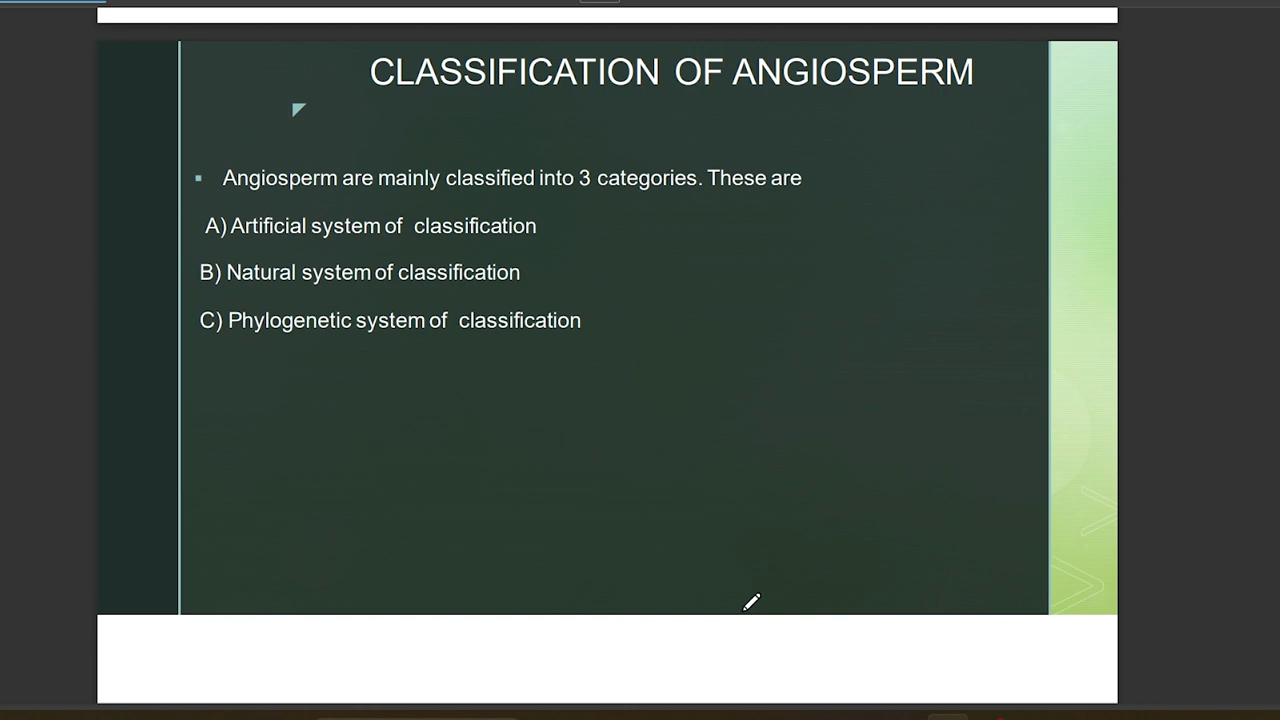 CLASSIFICATION OF ANGIOSPERM
▪ Angiosperm are mainly classified into 3 categories. These are
A) Artificial system of classification
B) Natural system of classification
C) Phylogenetic system of classification